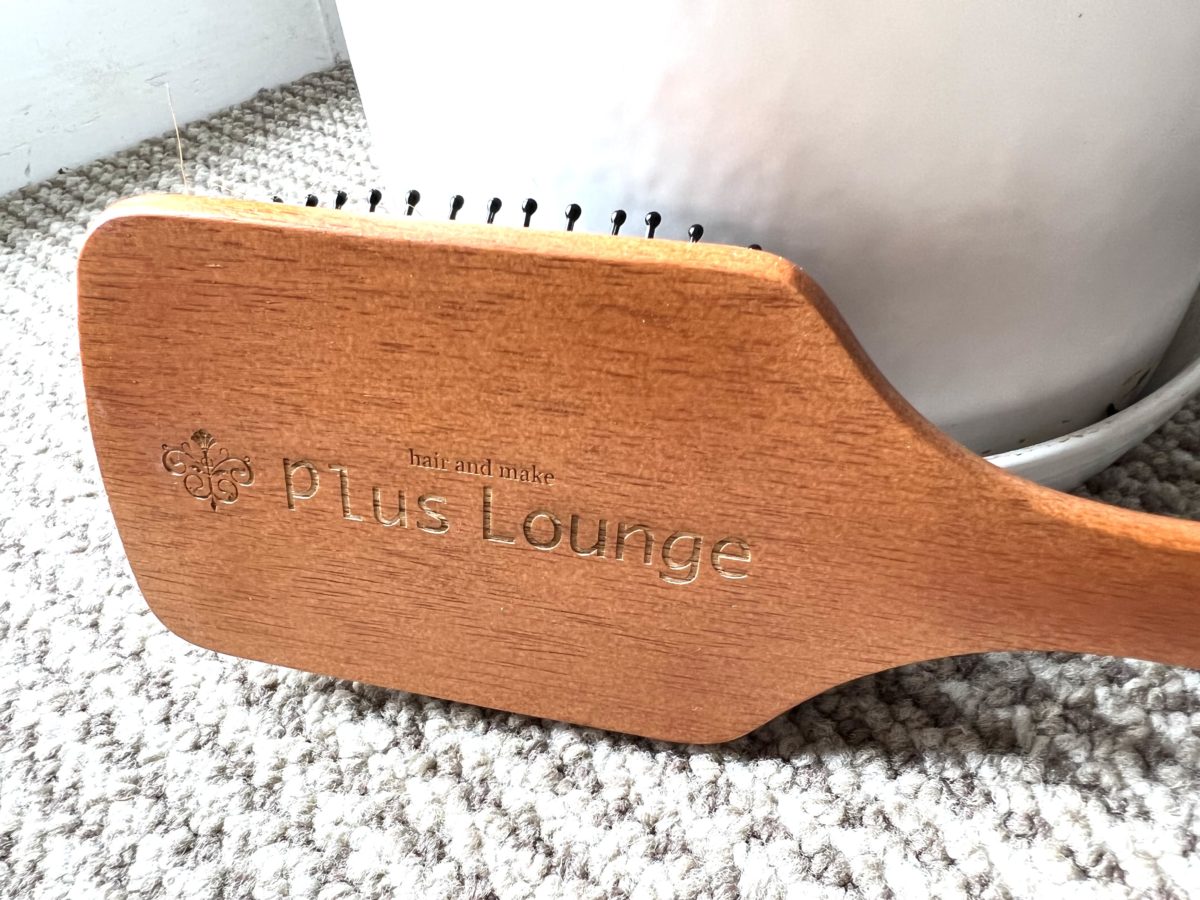 hair and make
plus Lounge